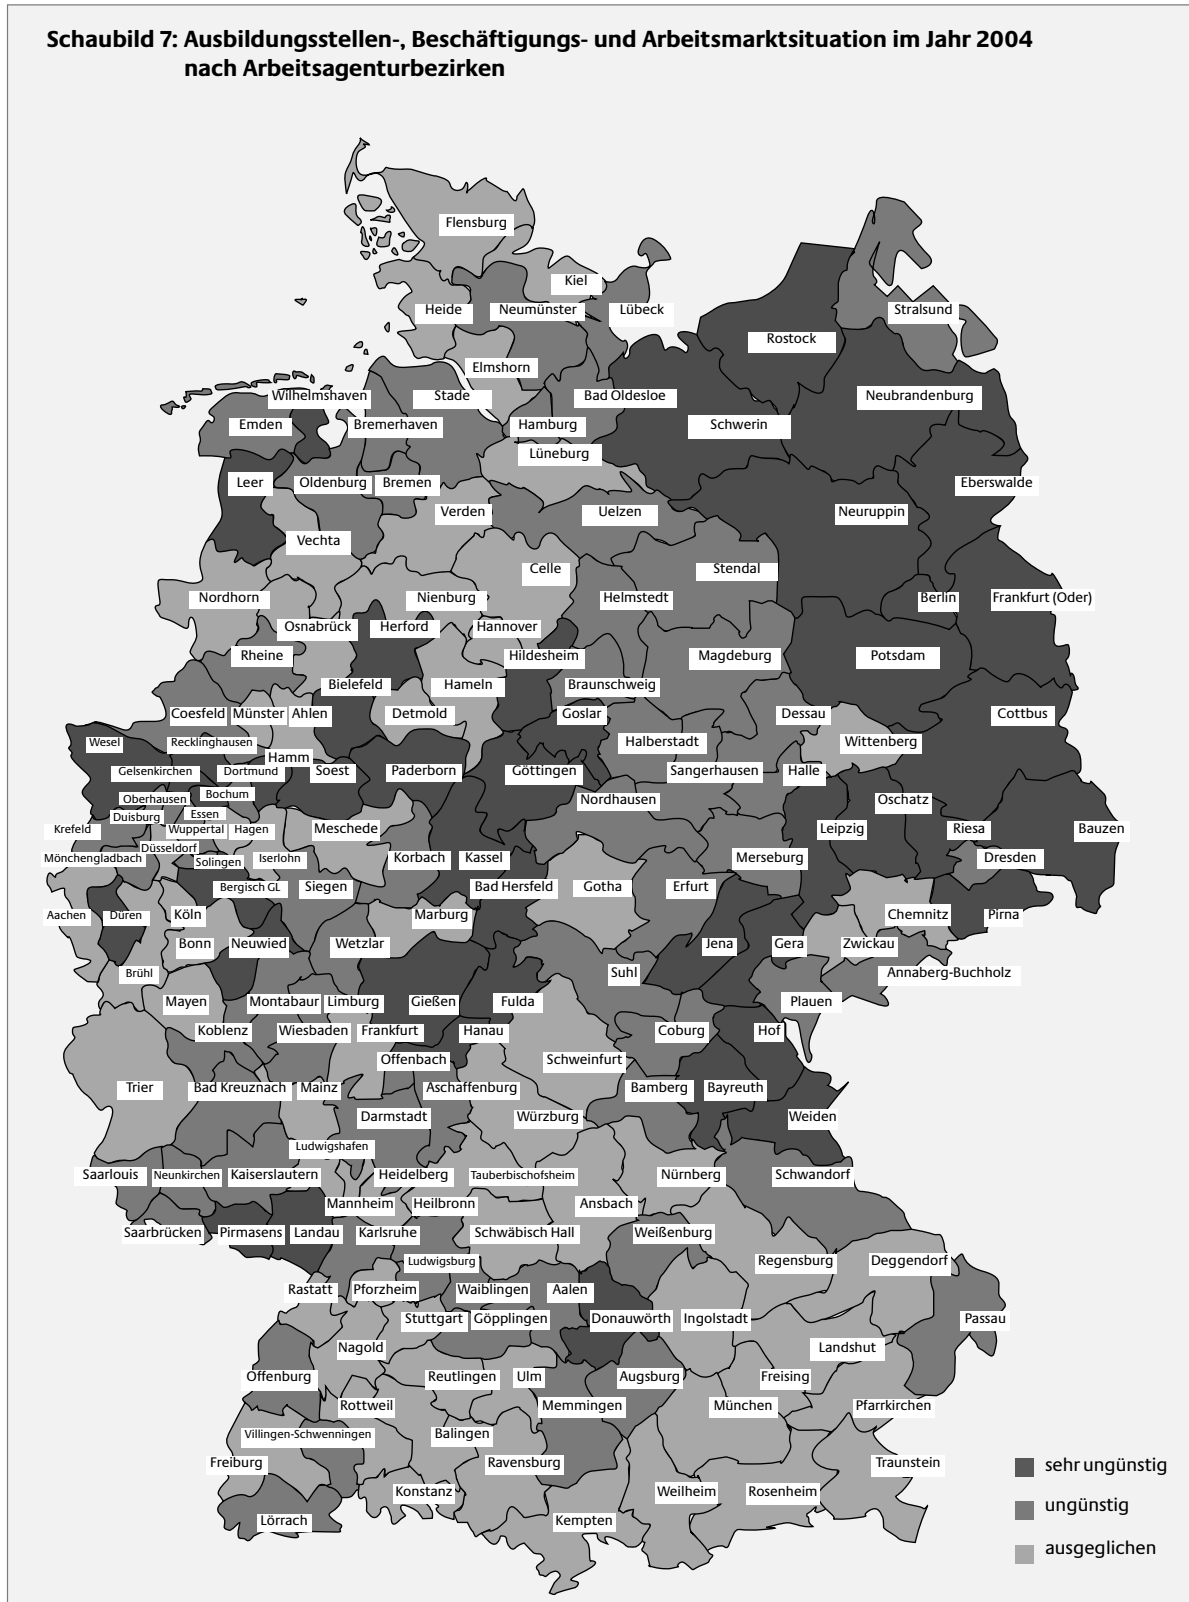 Schaubild 7: Ausbildungsstellen-, Beschäftigungs- und Arbeitsmarktsituation im Jahr 2004
nach Arbeitsagenturbezirken
Flensburg
Kiel
Heide
Neumünster
Lübeck
Stralsund
Rostock
Elmshorn
Wilhelmshaven
Stade
Bad Oldesloe
Neubrandenburg
Emden
Bremerhaven
Hamburg
Schwerin
Lüneburg
Leer
Oldenburg
Bremen
Eberswalde
Verden
Uelzen
Neuruppin
Vechta
Celle
Stendal
Nordhorn
Nienburg
Helmstedt
Berlin
Frankfurt (Oder)
Osnabrück
Herford
Hannover
Rheine
Hildesheim
Magdeburg
Potsdam
Bielefeld
Hameln
Braunschweig
Coesfeld
Münster
Ahlen
Detmold
Goslar
Dessau
Cottbus
Wesel
Recklinghausen
Halberstadt
Wittenberg
Hamm
Gelsenkirchen
Dortmund
Soest
Paderborn
Göttingen
Sangerhausen
Halle
Oberhausen
Bochum
Nordhausen
Oschatz
Duisburg
Essen
Krefeld
Wuppertal
Hagen
Meschede
Leipzig
Riesa
Bauzen
Düsseldorf
Mönchengladbach
Solingen
Iserlohn
Korbach
Kassel
Merseburg
Dresden
Bergisch GL
Siegen
Bad Hersfeld
Gotha
Erfurt
Aachen
Düren
Köln
Marburg
Chemnitz
Pirna
Bonn
Neuwied
Wetzlar
Jena
Gera
Zwickau
Brühl
Suhl
Annaberg-Buchholz
Mayen
Montabaur
Limburg
Gießen
Fulda
Plauen
Koblenz
Wiesbaden
Frankfurt
Hanau
Coburg
Hof
Offenbach
Schweinfurt
Trier
Bad Kreuznach
Mainz
Aschaffenburg
Bamberg
Bayreuth
Darmstadt
Würzburg
Weiden
Ludwigshafen
Saarlouis
Neunkirchen
Kaiserslautern
Heidelberg
Tauberbischofsheim
Nürnberg
Schwandorf
Mannheim
Heilbronn
Ansbach
Saarbrücken
Pirmasens
Landau
Karlsruhe
Schwäbisch Hall
Weißenburg
Ludwigsburg
Regensburg
Deggendorf
Rastatt
Pforzheim
Waiblingen
Aalen
Stuttgart
Göpplingen
Donauwörth
Ingolstadt
Passau
Nagold
Landshut
Offenburg
Reutlingen
Ulm
Augsburg
Freising
Rottweil
Memmingen
München
Pfarrkirchen
Villingen-Schwenningen
Balingen
Freiburg
Ravensburg
Traunstein
sehr ungünstig
Konstanz
Weilheim
Rosenheim
ungünstig
Lörrach
Kempten
ausgeglichen